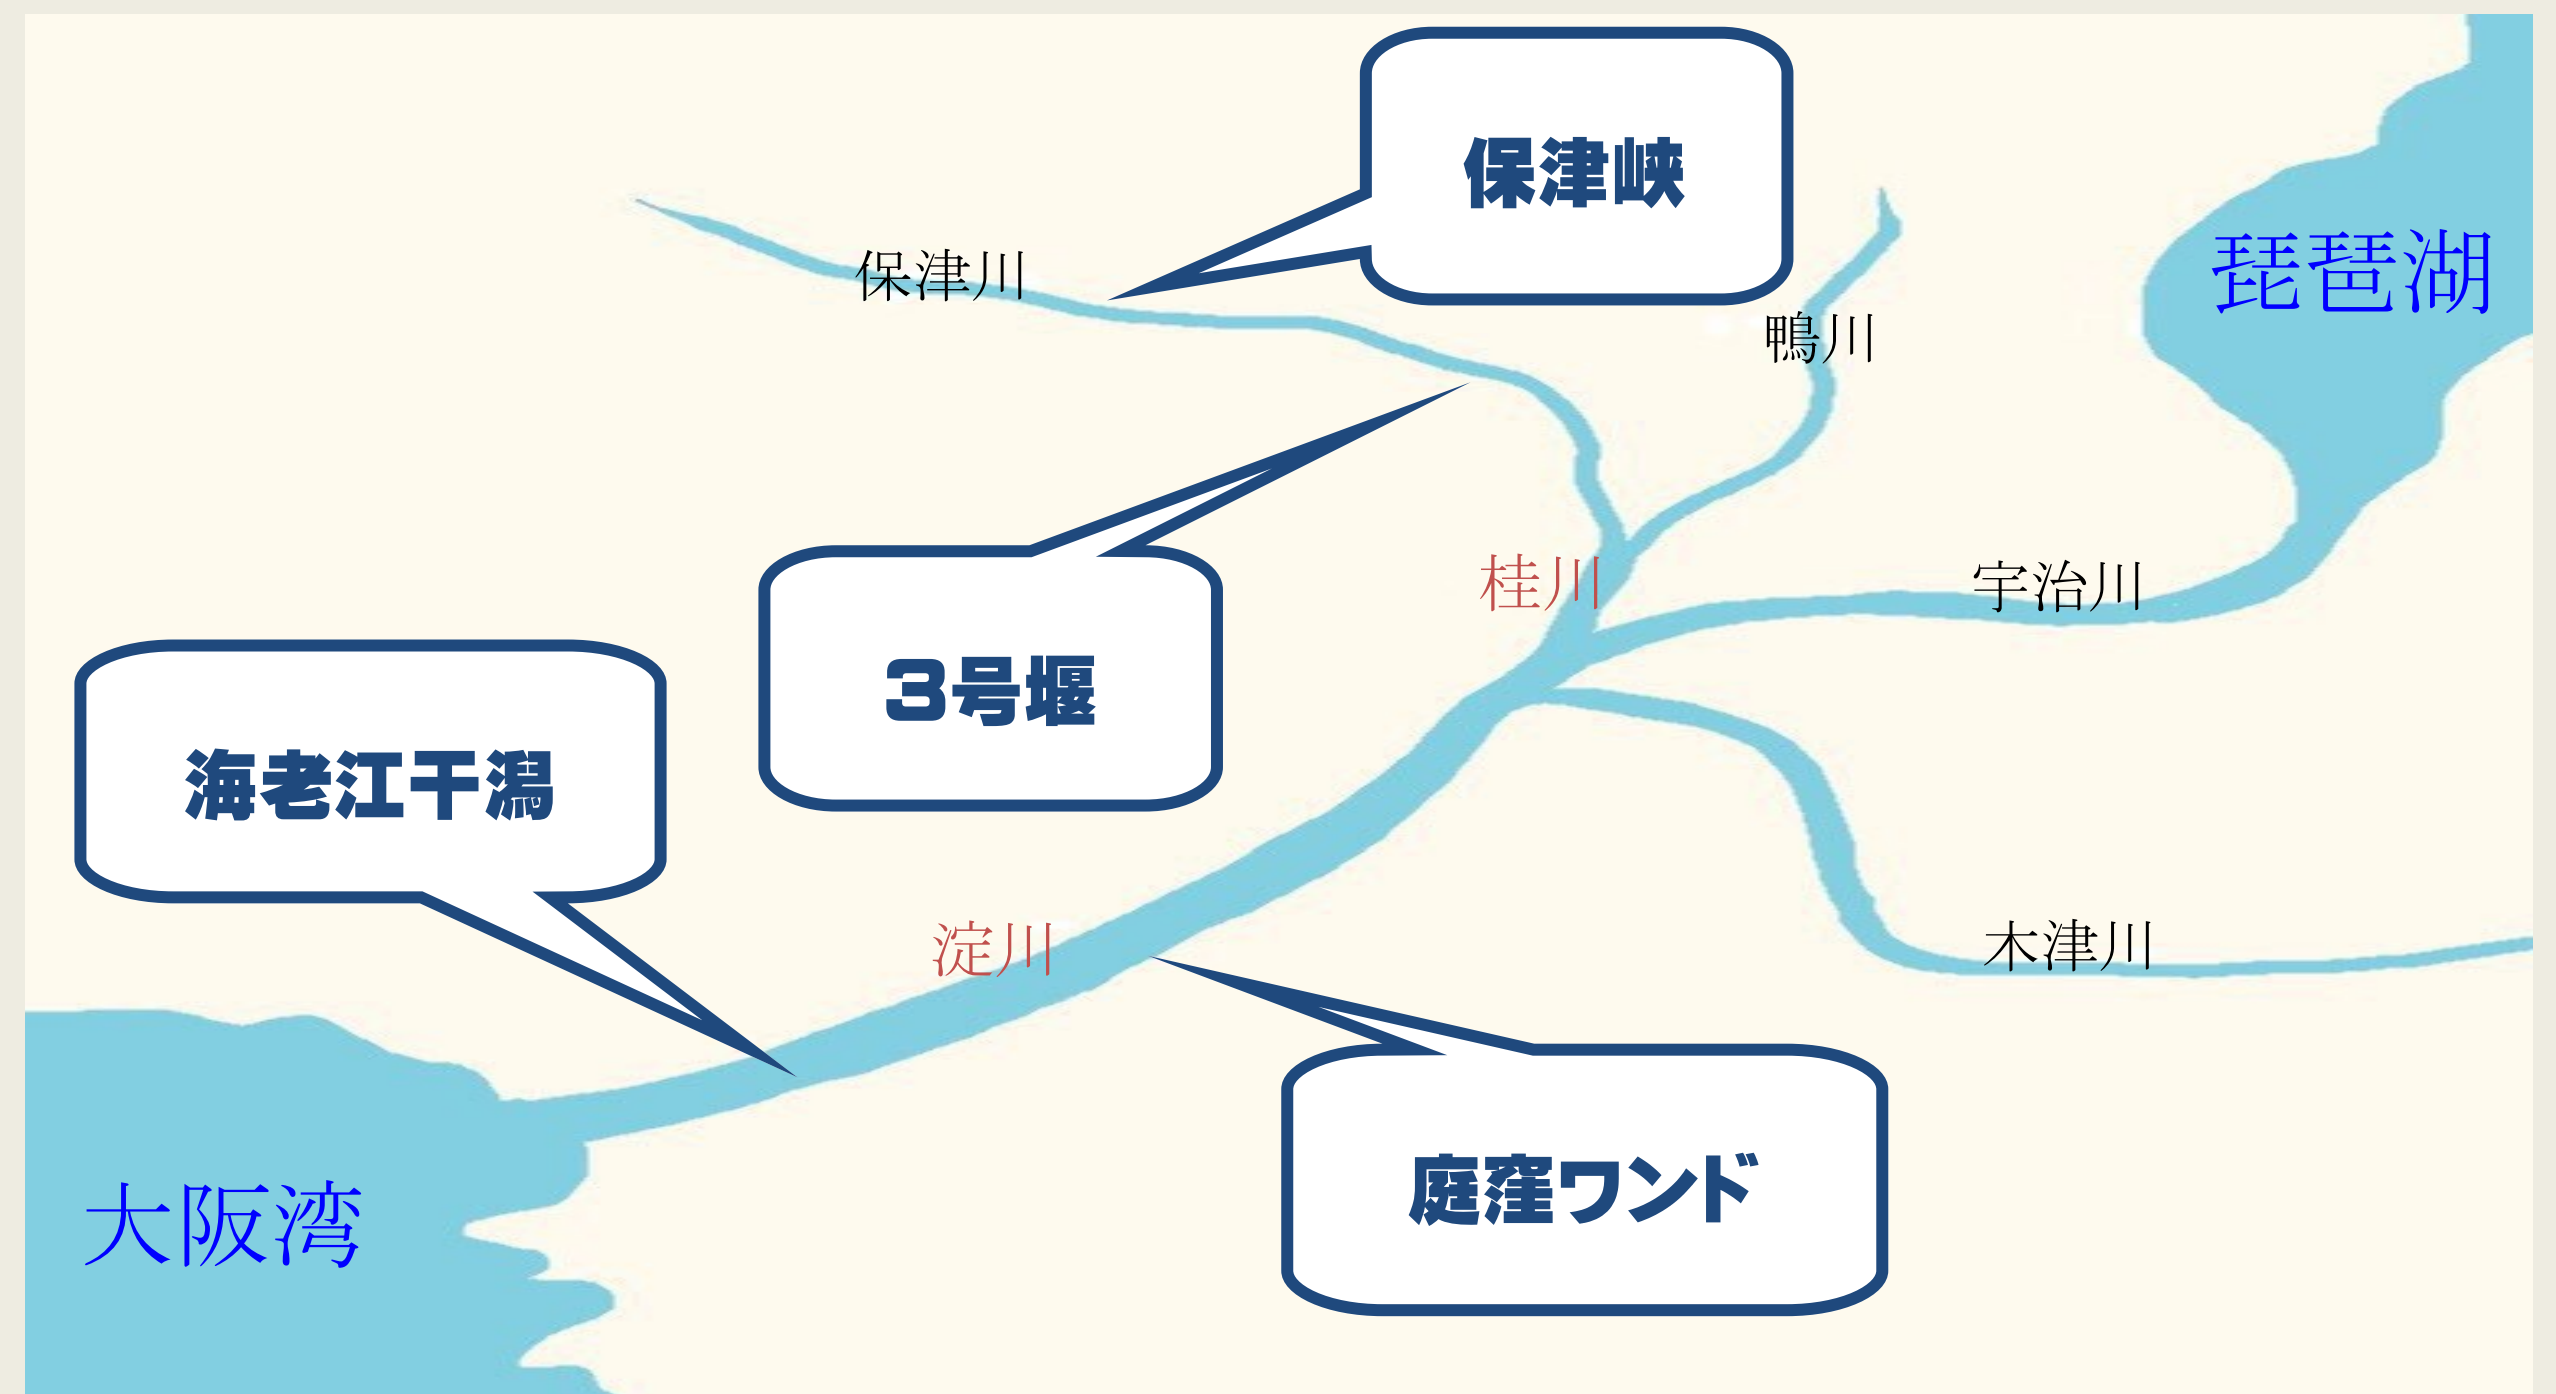 保津峡
琵琶湖
保津川
鴨川
桂川
宇治川
3号堰
海老江干潟
淀川
木津川
庭窪ワンド
大阪湾